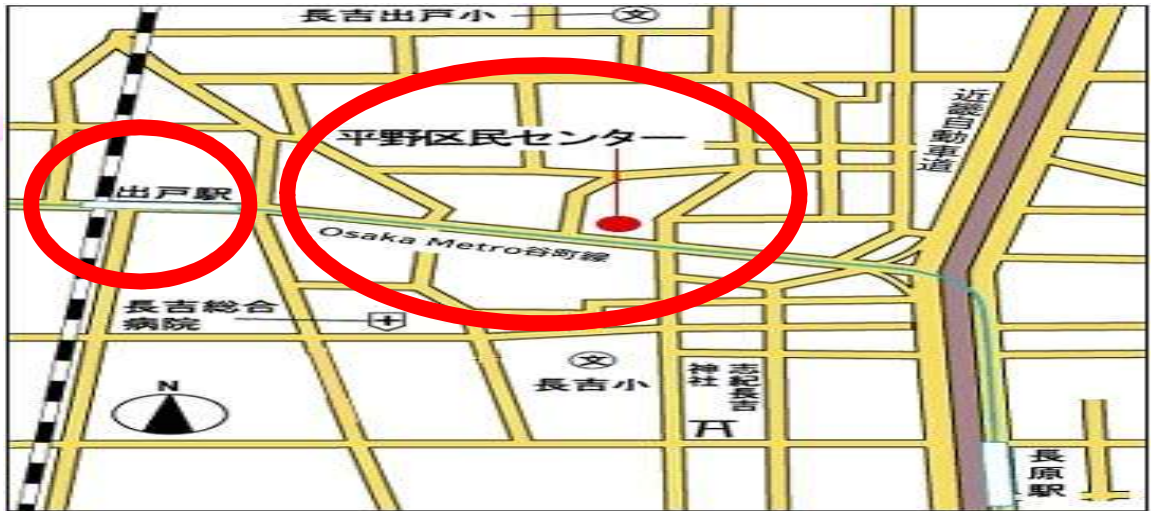 長吉出戸小
文
近畿自動車道
平野区民センター
出戸駅
Osaka Metro谷町線
長吉総合
病院
文
長吉小
志紀長吉
神社
N
長原駅